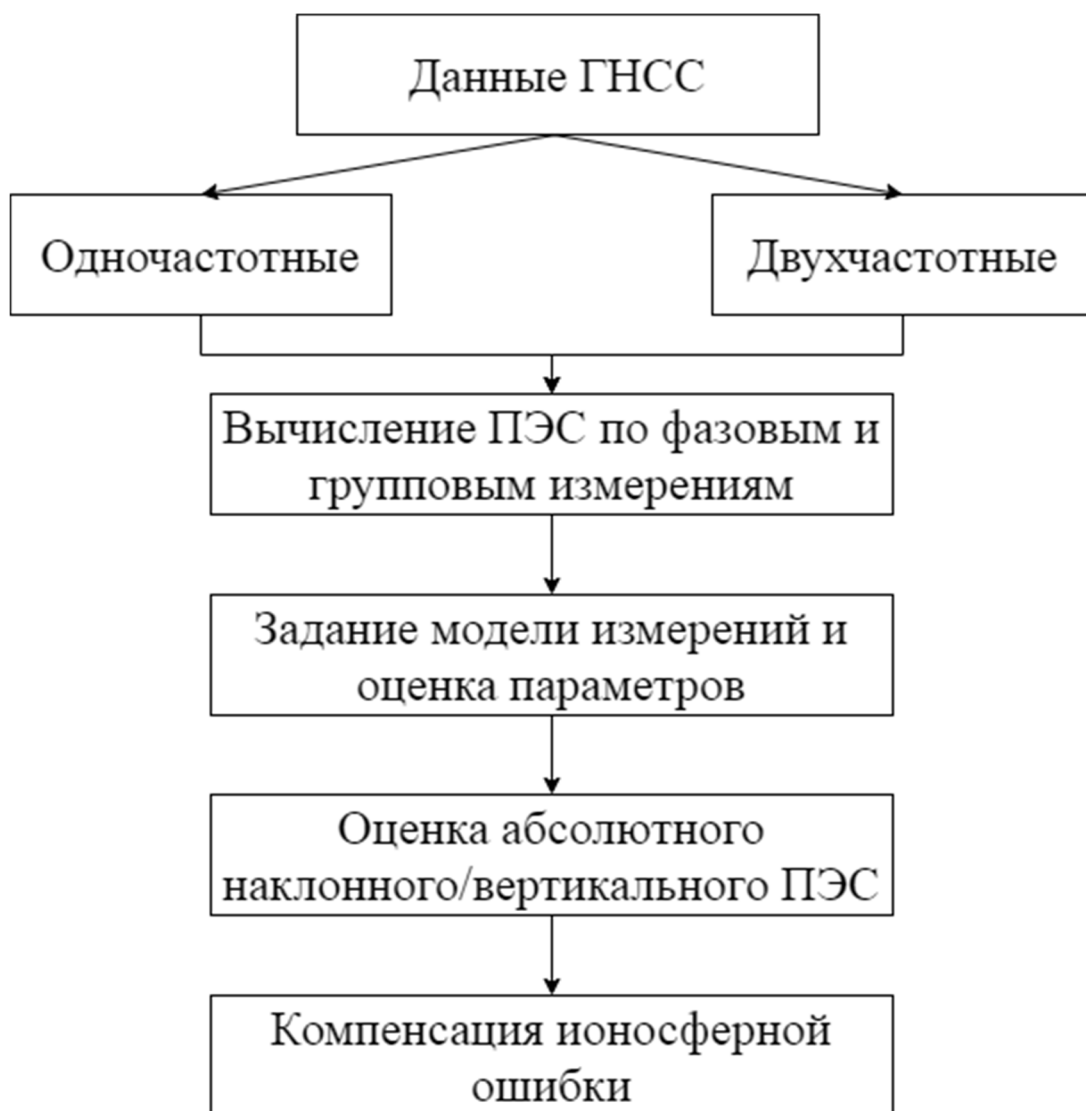 Данные ГНСС
Одночастотные
Двухчастотные
Вычисление ПЭС по фазовым и
групповым измерениям
Задание модели измерений и
оценка параметров
Оценка абсолютного
наклонного/вертикального ПЭС
Компенсация ионосферной
ошибки